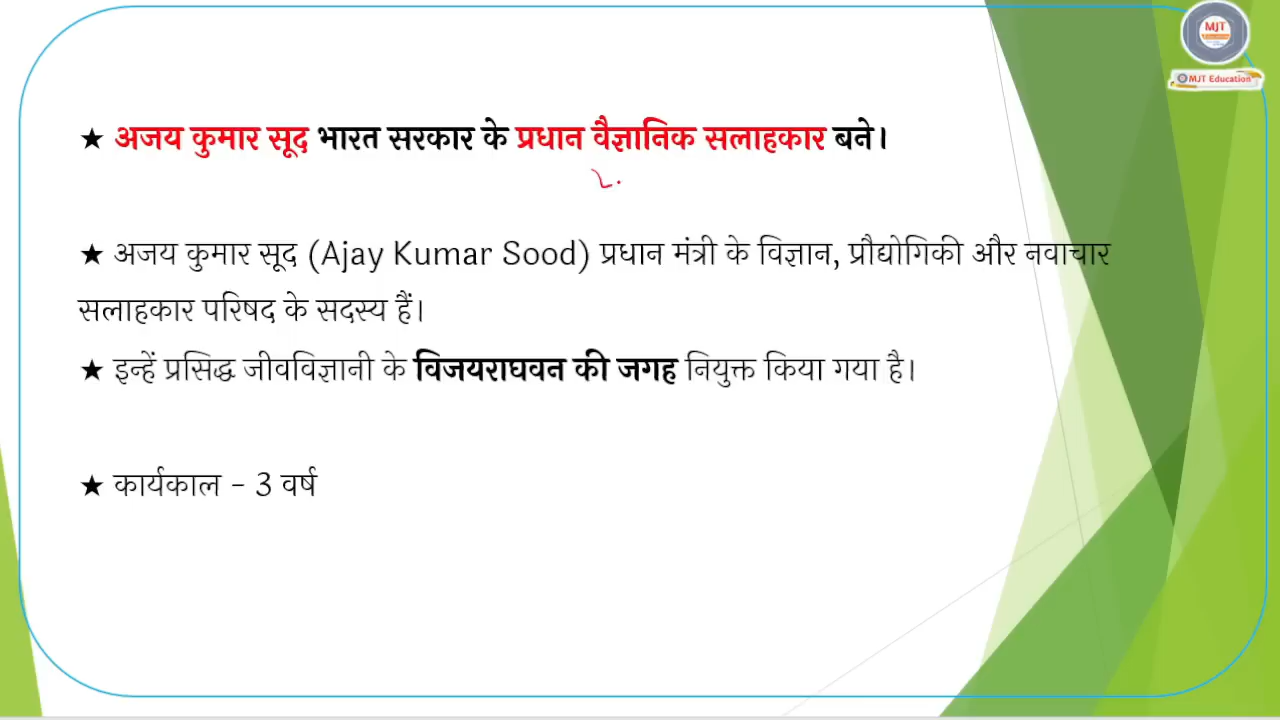 MJT
MJT Education
★ अजय कुमार सूद भारत सरकार के प्रधान वैज्ञानिक सलाहकार बने।
★ अजय कुमार सूद (Ajay Kumar Sood) प्रधान मंत्री के विज्ञान, प्रौद्योगिकी और नवाचार
सलाहकार परिषद के सदस्य हैं।
★ इन्हें प्रसिद्ध जीवविज्ञानी के विजयराघवन की जगह नियुक्त किया गया है।
★ कार्यकाल - 3 वर्ष